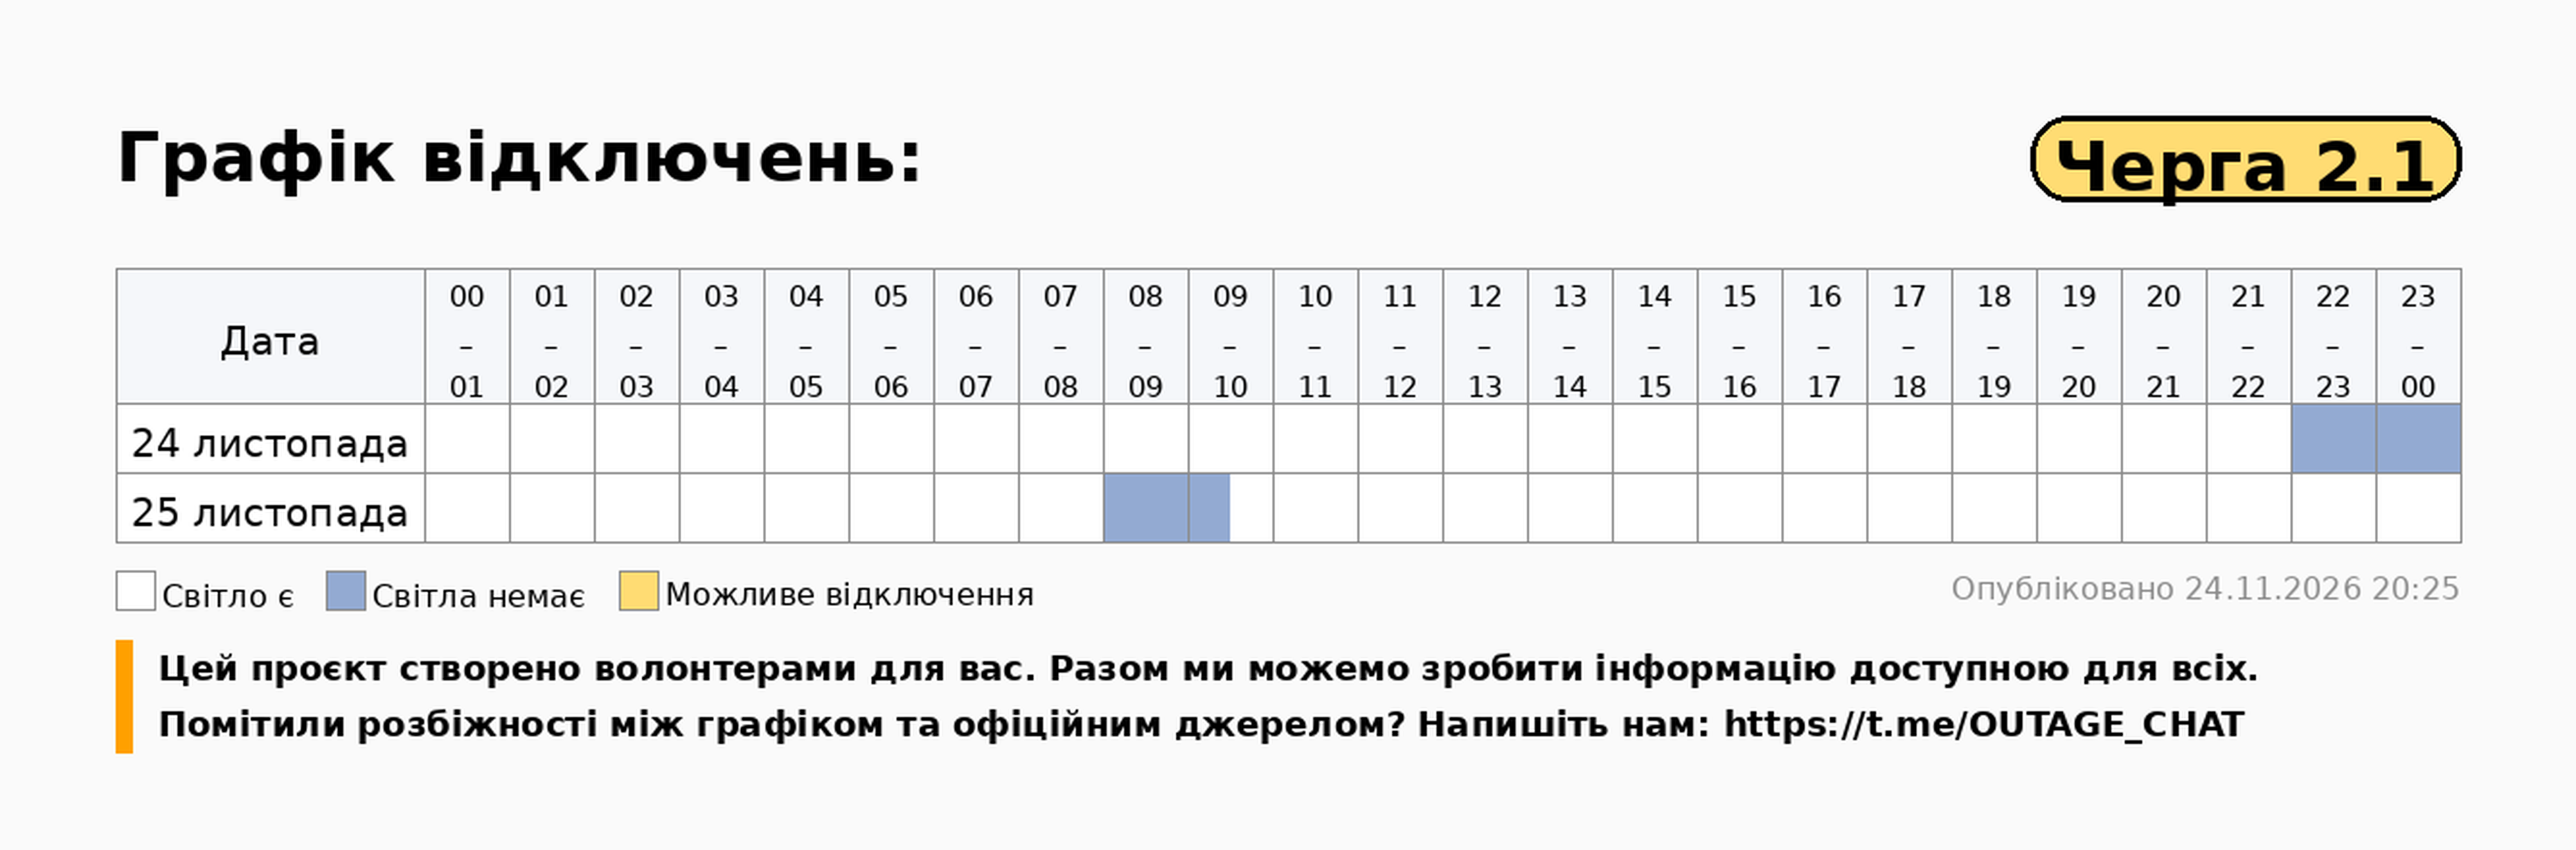 Графік відключень:
Черга 2.1
Дата
00 – 01
01 – 02
02 – 03
03 – 04
04 – 05
05 – 06
06 – 07
07 – 08
08 – 09
09 – 10
10 – 11
11 – 12
12 – 13
13 – 14
14 – 15
15 – 16
16 – 17
17 – 18
18 – 19
19 – 20
20 – 21
21 – 22
22 – 23
23 – 00
24 листопада
25 листопада
Світло є
Світла немає
Можливе відключення
Опубліковано 24.11.2026 20:25
Цей проєкт створено волонтерами для вас. Разом ми можемо зробити інформацію доступною для всіх.
Помітили розбіжності між графіком та офіційним джерелом? Напишіть нам: https://t.me/OUTAGE_CHAT